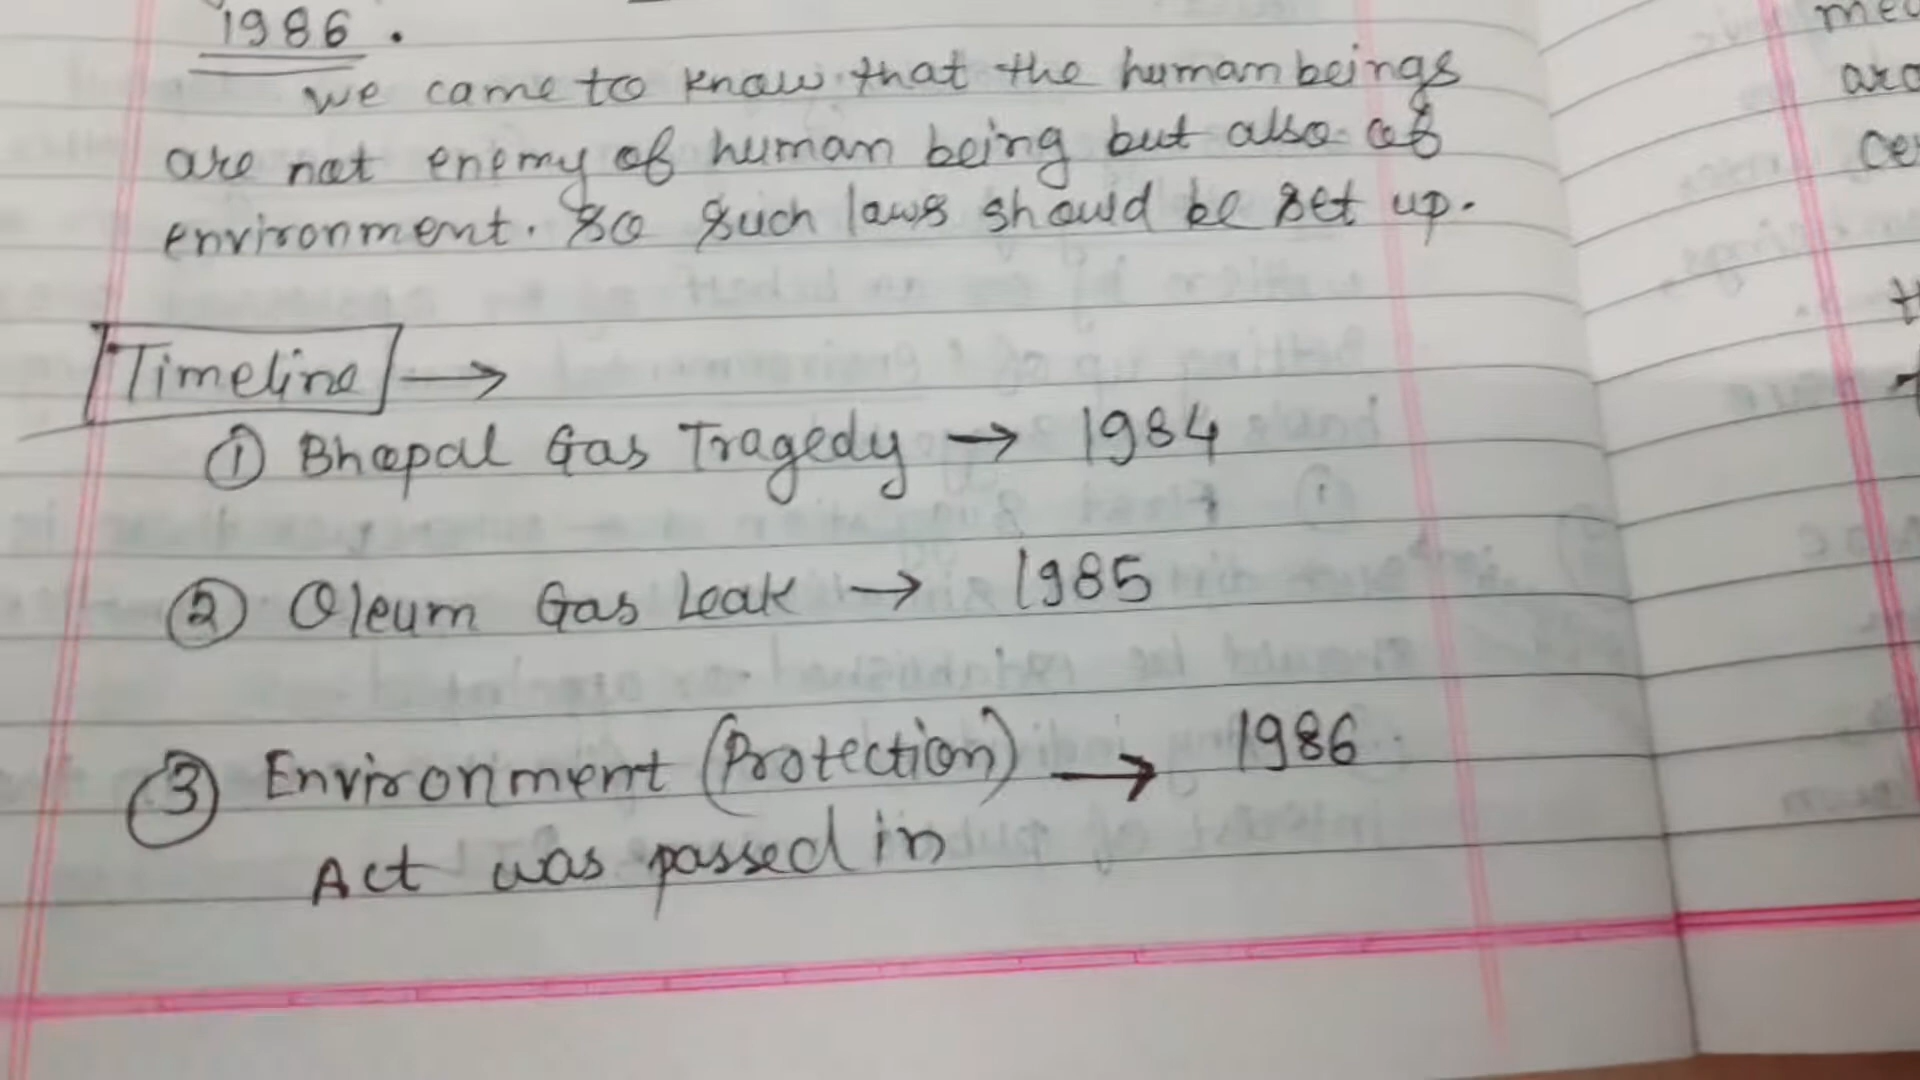 1986.
we came to know that the human beings
are not enemy of human being but also of
environment. So such laws should be set up.
Timeline →
① Bhopal Gas Tragedy → 1984
② Oleum Gas Leak → 1985
③ Environment (Protection) → 1986
Act was passed in